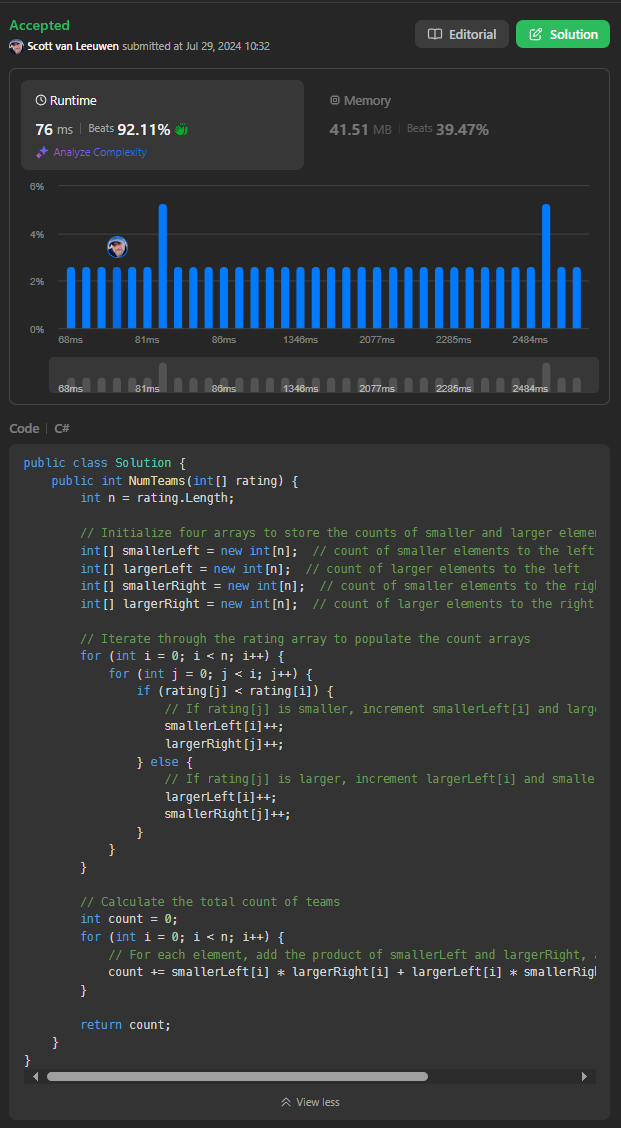 Accepted
Scott van Leeuwen submitted at Jul 29, 2024 10:32
Editorial
Solution
Runtime
76 ms | Beats 92.11%
Analyze Complexity
Memory
41.51 MB | Beats 39.47%
6%
4%
2%
0%
68ms 81ms 86ms 1346ms 2077ms 2285ms 2484ms
68ms 81ms 86ms 1346ms 2077ms 2285ms 2484ms
Code | C#
public class Solution {
    public int NumTeams(int[] rating) {
        int n = rating.Length;

        // Initialize four arrays to store the counts of smaller and larger
        int[] smallerLeft = new int[n];  // count of smaller elements to the left
        int[] largerLeft = new int[n];  // count of larger elements to the left
        int[] smallerRight = new int[n];  // count of smaller elements to the
        int[] largerRight = new int[n];  // count of larger elements to the right

        // Iterate through the rating array to populate the count arrays
        for (int i = 0; i < n; i++) {
            for (int j = 0; j < i; j++) {
                if (rating[j] < rating[i]) {
                    // If rating[j] is smaller, increment smallerLeft[i] and
                    smallerLeft[i]++;
                    largerRight[j]++;
                } else {
                    // If rating[j] is larger, increment largerLeft[i] and
                    largerLeft[i]++;
                    smallerRight[j]++;
                }
            }
        }

        // Calculate the total count of teams
        int count = 0;
        for (int i = 0; i < n; i++) {
            // For each element, add the product of smallerLeft and largerRight,
            count += smallerLeft[i] * largerRight[i] + largerLeft[i] *
        }

        return count;
    }
}
View less